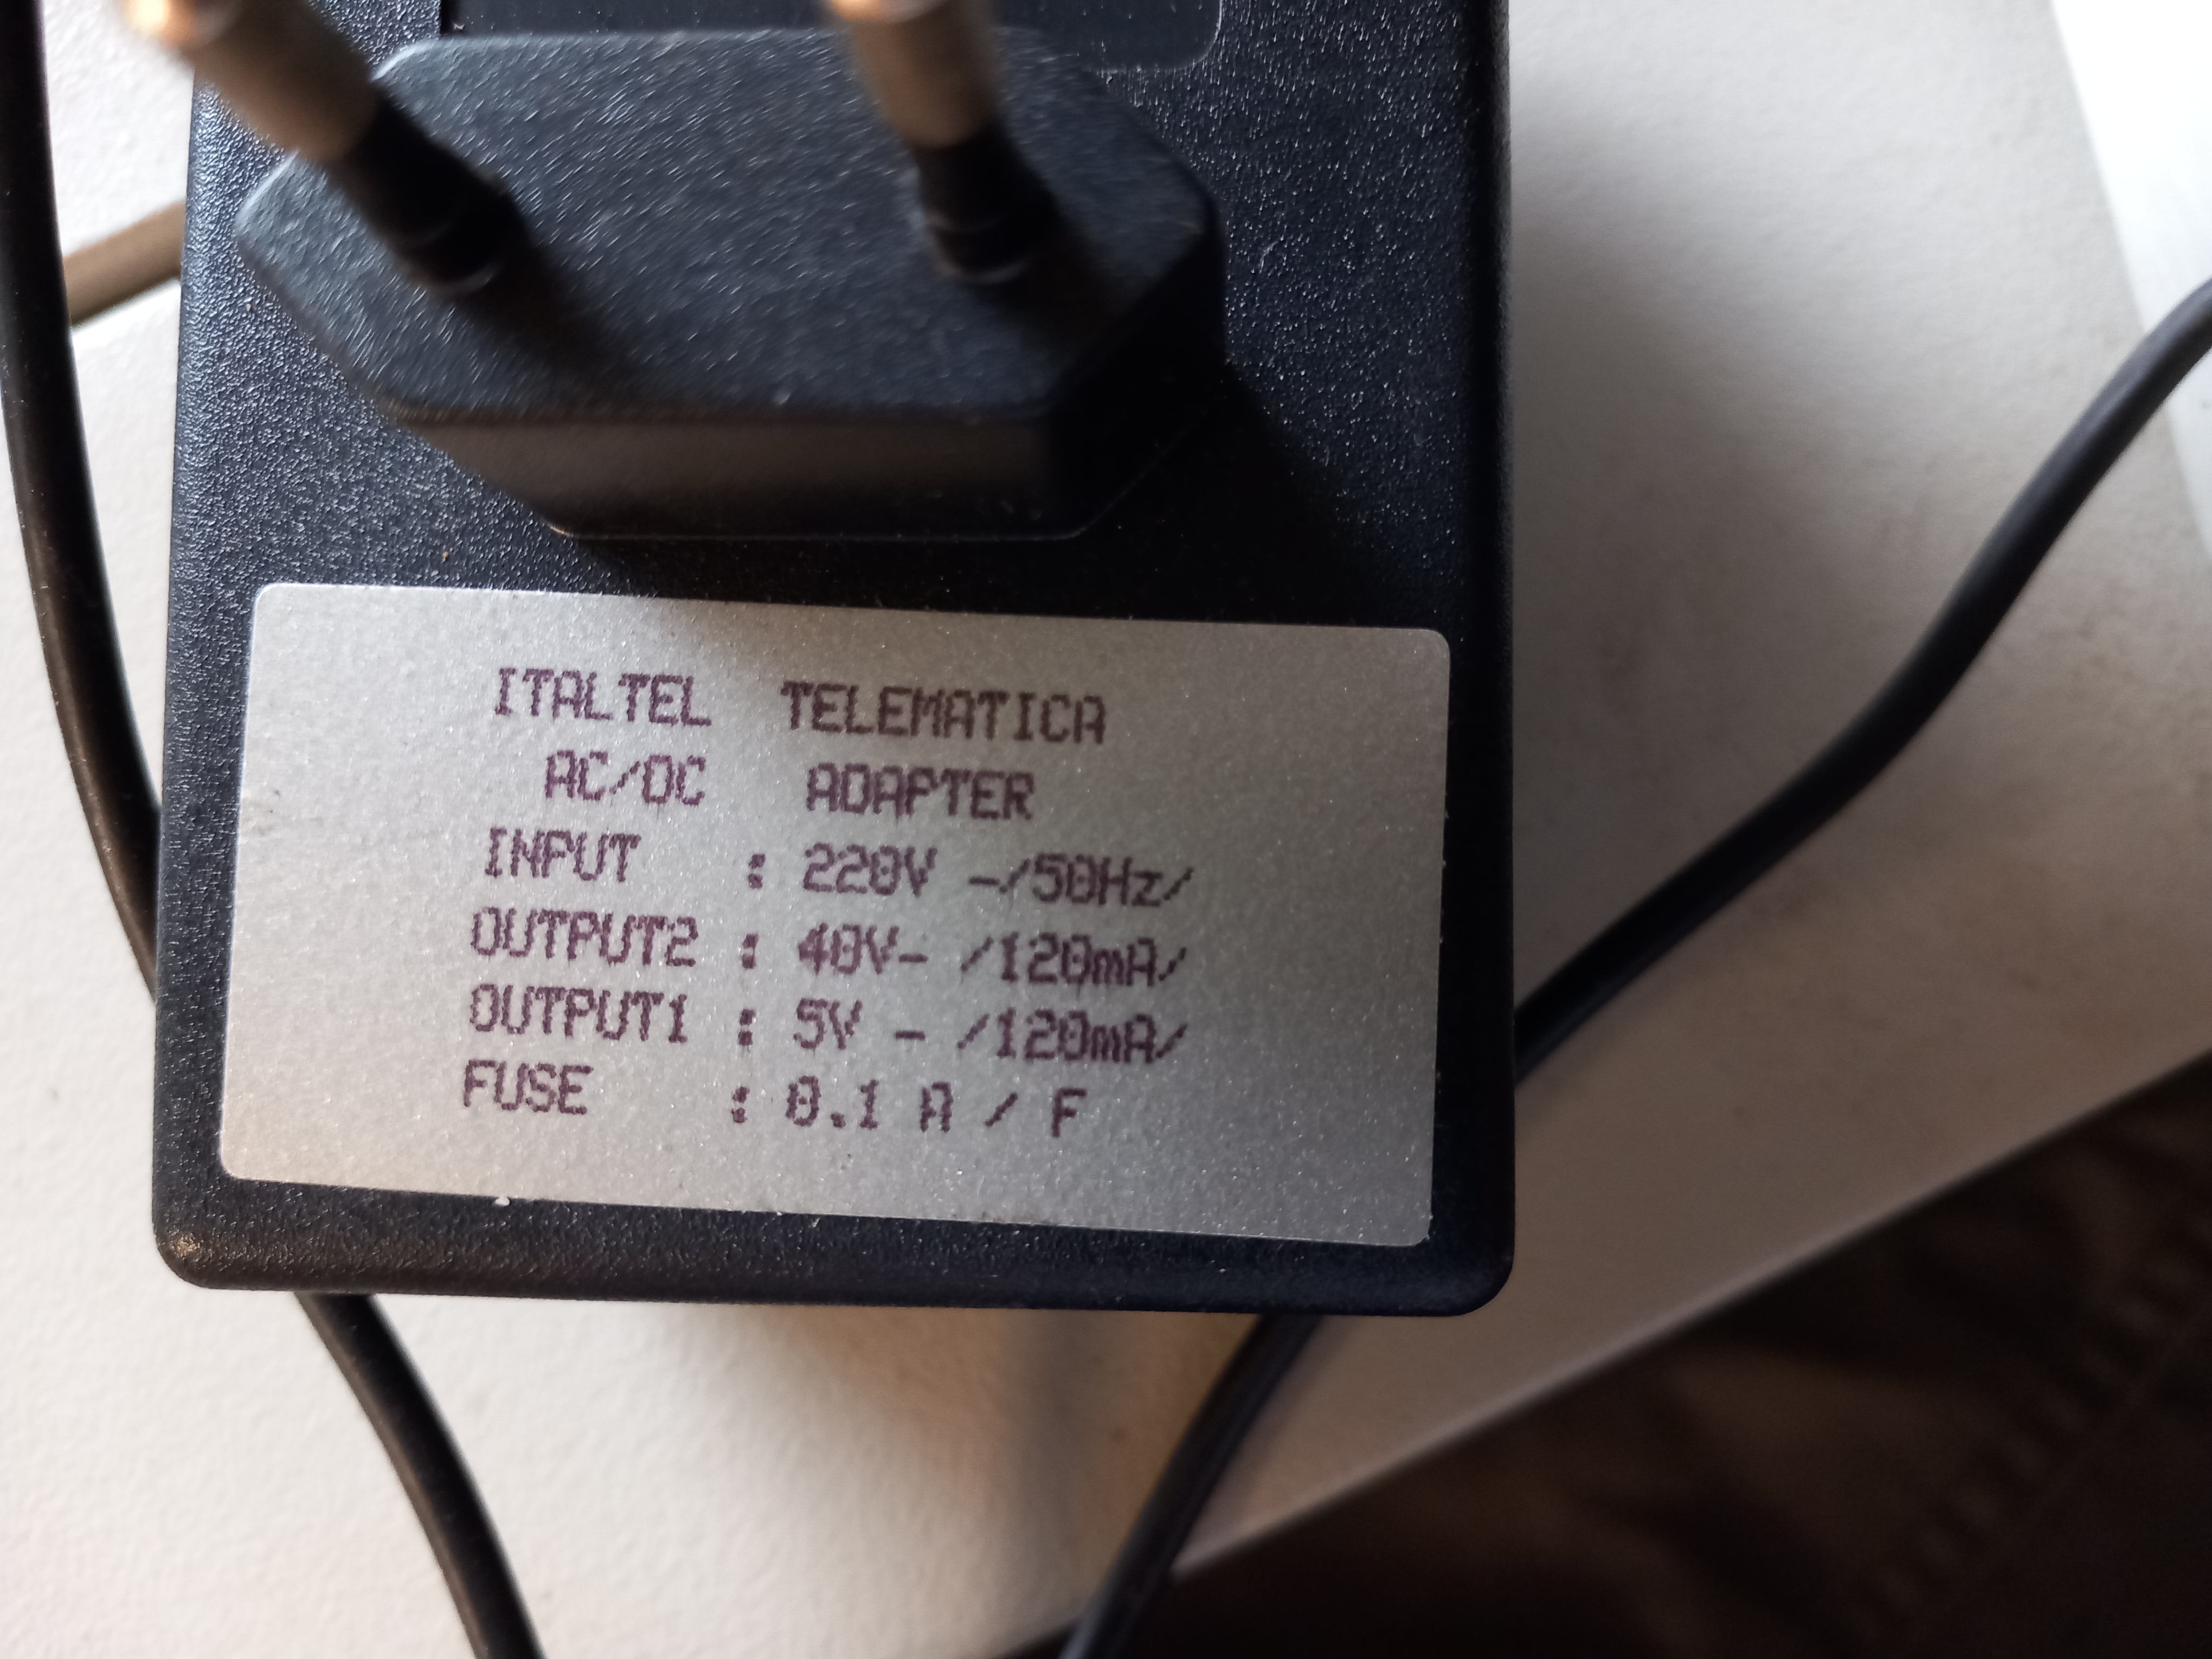 ITALTEL TELEMATICA
AC/DC ADAPTER
INPUT : 220V -/50Hz/
OUTPUT2 : 40V- /120mA/
OUTPUT1 : 5V - /120mA/
FUSE : 0.1 A / F